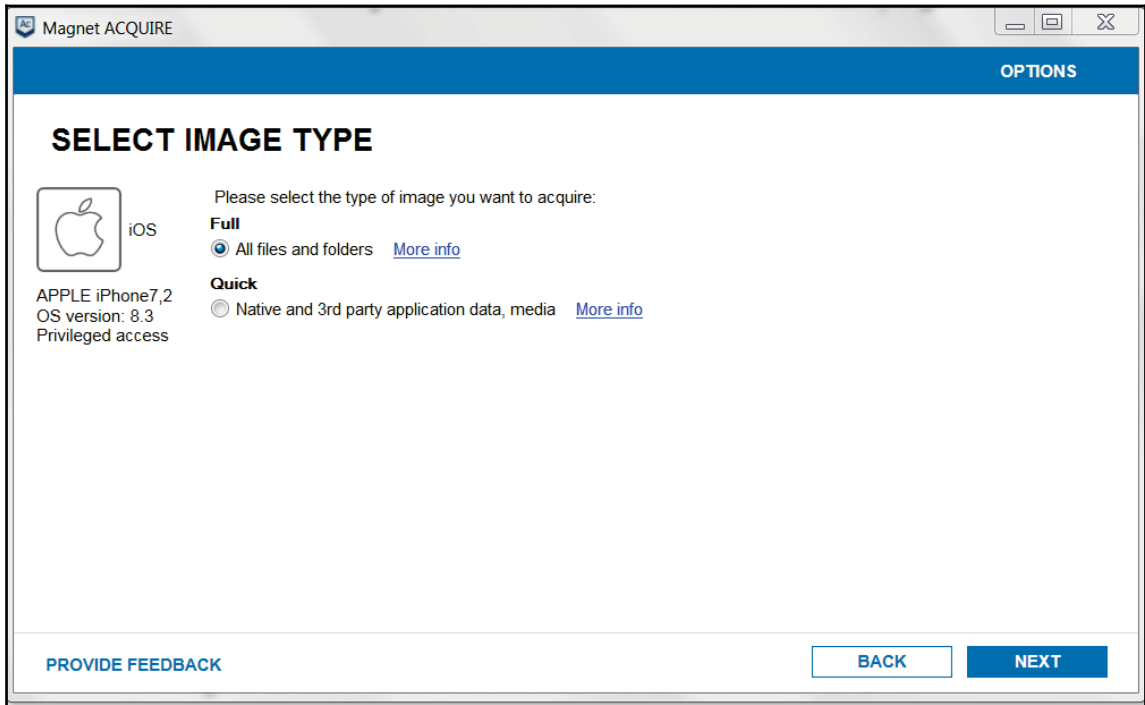 Ac Magnet ACQUIRE
OPTIONS
SELECT IMAGE TYPE
iOS
APPLE iPhone7,2
OS version: 8.3
Privileged access
Please select the type of image you want to acquire:
Full
All files and folders More info
Quick
Native and 3rd party application data, media More info
PROVIDE FEEDBACK
BACK NEXT